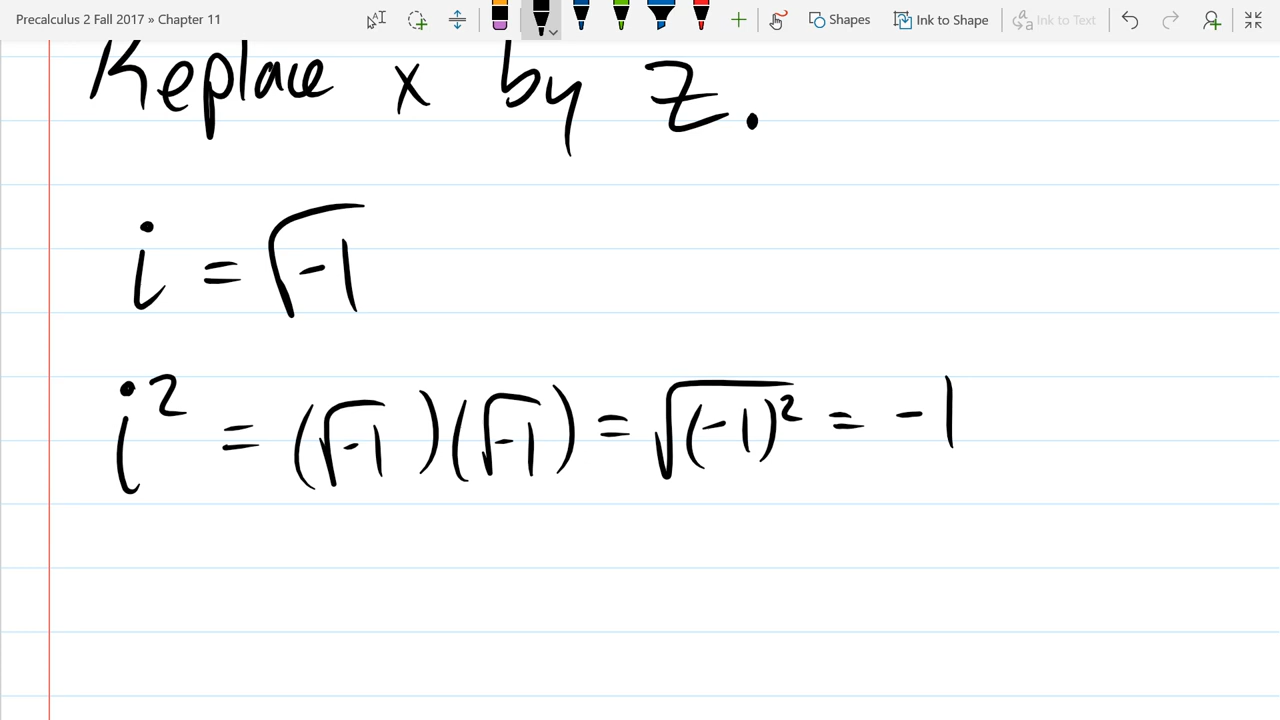 Precalculus 2 Fall 2017 » Chapter 11
Shapes
Ink to Shape
Ink to Text
Replace x by z.
i = √-1
i² = (√-1)(√-1) = √(-1)² = -1